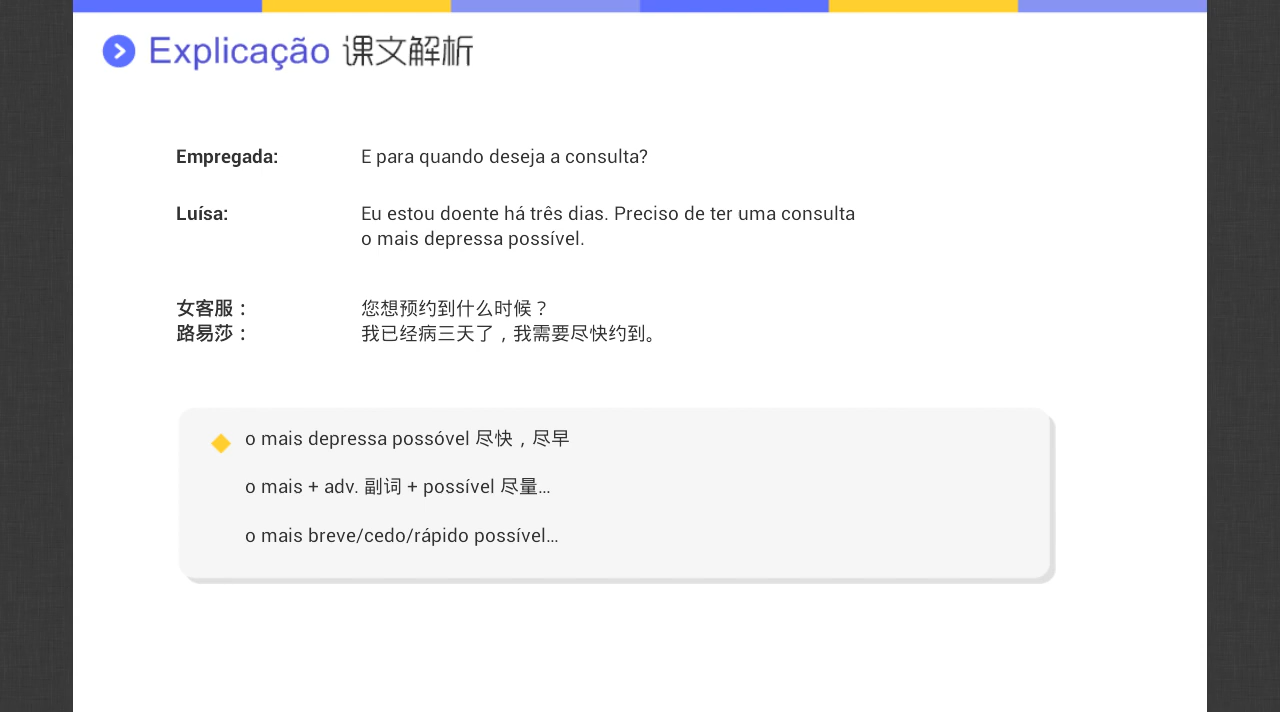 Explicação 课文解析
Empregada: E para quando deseja a consulta?
Luísa: Eu estou doente há três dias. Preciso de ter uma consulta
o mais depressa possível.
女客服： 您想预约到什么时候？
路易莎： 我已经病三天了，我需要尽快约到。
o mais depressa possóvel 尽快，尽早
o mais + adv. 副词 + possível 尽量…
o mais breve/cedo/rápido possível…